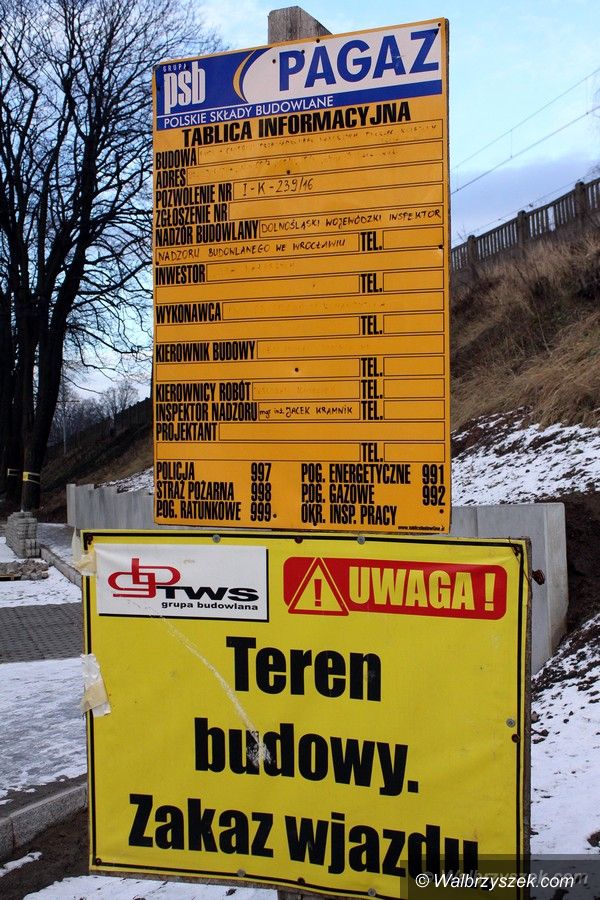 GRUPA
psb PAGAZ
POLSKIE SKŁADY BUDOWLANE
TABLICA INFORMACYJNA
BUDOWA
ADRES
POZWOLENIE NR I-K-239/16
ZGŁOSZENIE NR
NADZÓR BUDOWLANY DOLNOŚLĄSKI WOJEWÓDZKI INSPEKTOR
NADZORU BUDOWLANEGO WE WROCŁAWIU TEL.
INWESTOR
TEL.
WYKONAWCA
TEL.
KIEROWNIK BUDOWY
TEL.
KIEROWNICY ROBÓT TEL.
INSPEKTOR NADZORU mgr inż. JACEK KRAMNIK TEL.
PROJEKTANT
TEL.
POLICJA 997 POG. ENERGETYCZNE 991
STRAŻ POŻARNA 998 POG. GAZOWE 992
POG. RATUNKOWE 999 OKR. INSP. PRACY
TWS
grupa budowlana
UWAGA !
Teren
budowy.
Zakaz wjazdu
© Walbrzyszek.com